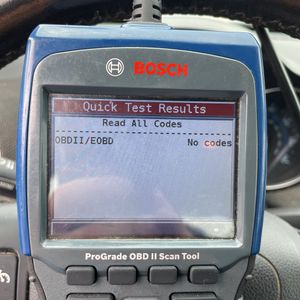 BOSCH
Quick Test Results
Read All Codes
OBDII/EOBD No codes
ProGrade OBD II Scan Tool